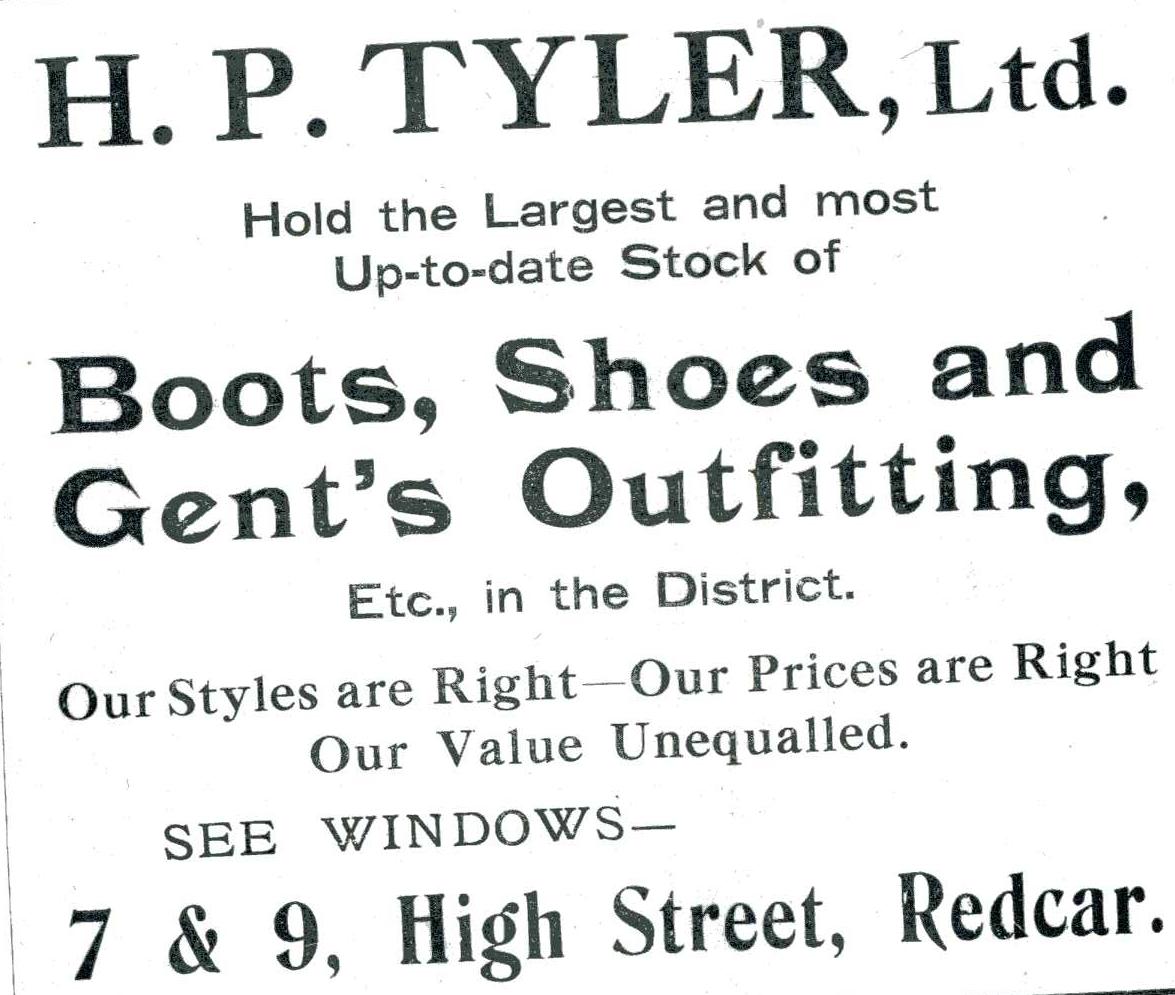 H. P. TYLER, Ltd.
Hold the Largest and most
Up-to-date Stock of
Boots, Shoes and
Gent's Outfitting,
Etc., in the District.
Our Styles are Right—Our Prices are Right
Our Value Unequalled.
SEE WINDOWS—
7 & 9, High Street, Redcar.